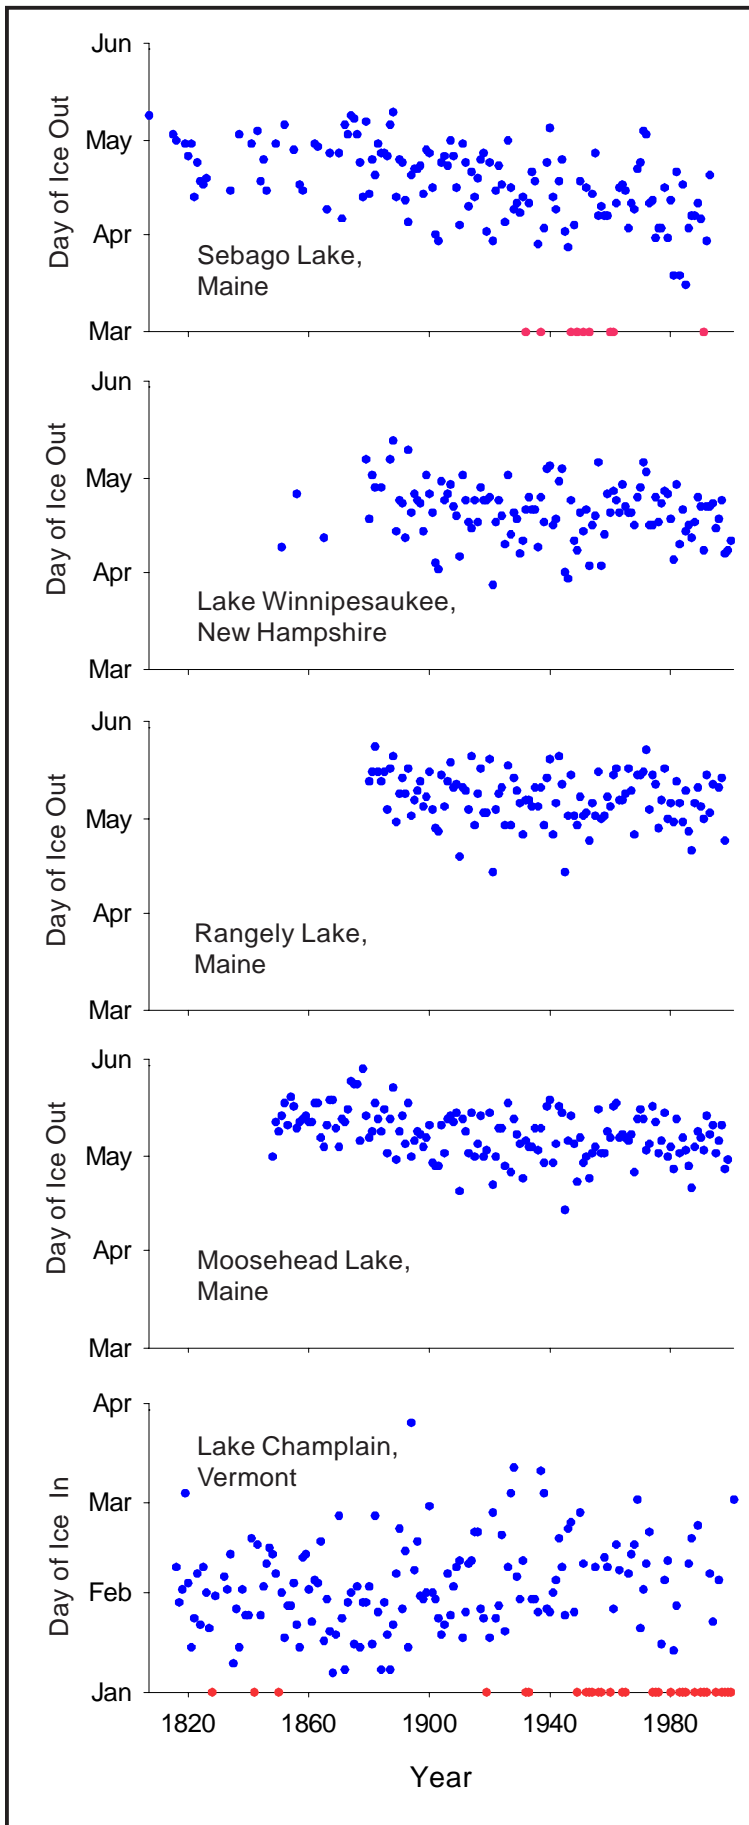 Jun
May
Apr
Mar
Day of Ice Out
Sebago Lake,
Maine
Jun
May
Apr
Mar
Day of Ice Out
Lake Winnipesaukee,
New Hampshire
Jun
May
Apr
Mar
Day of Ice Out
Rangely Lake,
Maine
Jun
May
Apr
Mar
Day of Ice Out
Moosehead Lake,
Maine
Apr
Mar
Feb
Jan
Day of Ice In
Lake Champlain,
Vermont
1820 1860 1900 1940 1980
Year